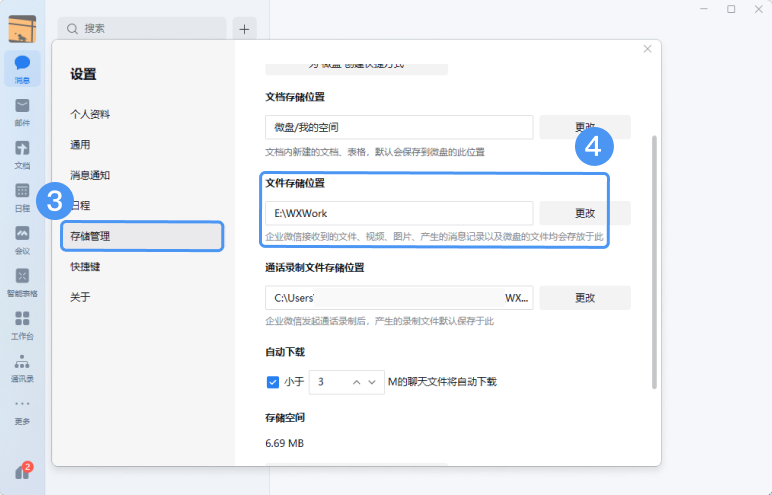 搜索
消息
邮件
文档
日程
会议
智能表格
工作台
通讯录
更多
2
3
4
设置
个人资料
通用
消息通知
日程
存储管理
快捷键
关于
为"微盘"创建快捷方式
文档存储位置
微盘/我的空间
更改
文档内新建的文档、表格，默认会保存到微盘的此位置
文件存储位置
E:\WXWork
更改
企业微信接收到的文件、视频、图片、产生的消息记录以及微盘的文件均会存放于此
通话录制文件存储位置
C:\Users' WX...
更改
企业微信发起通话录制后，产生的录制文件默认保存于此
自动下载
小于 3 M的聊天文件将自动下载
存储空间
6.69 MB